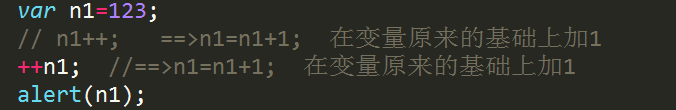 var n1=123;
// n1++;   ==>n1=n1+1;  在变量原来的基础上加1
++n1;  //==>n1=n1+1;  在变量原来的基础上加1
alert(n1);